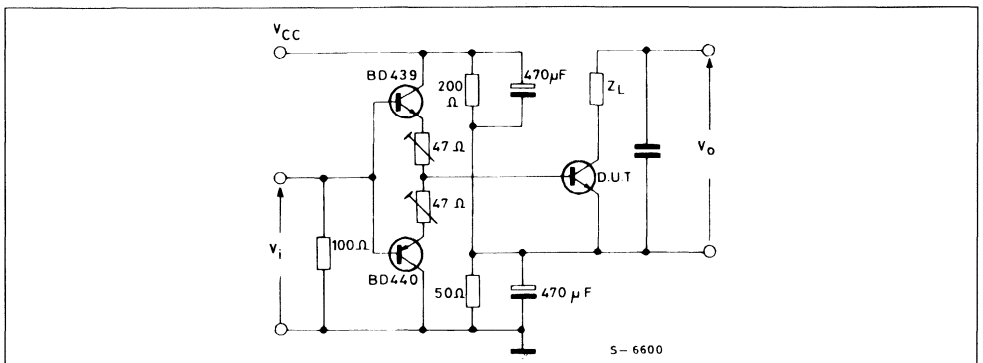 VCC
BD439
200
Ω
470μF
ZL
47 Ω
Vo
D.U.T
47 Ω
Vi
100Ω
BD440
50Ω
470 μF
S-6600